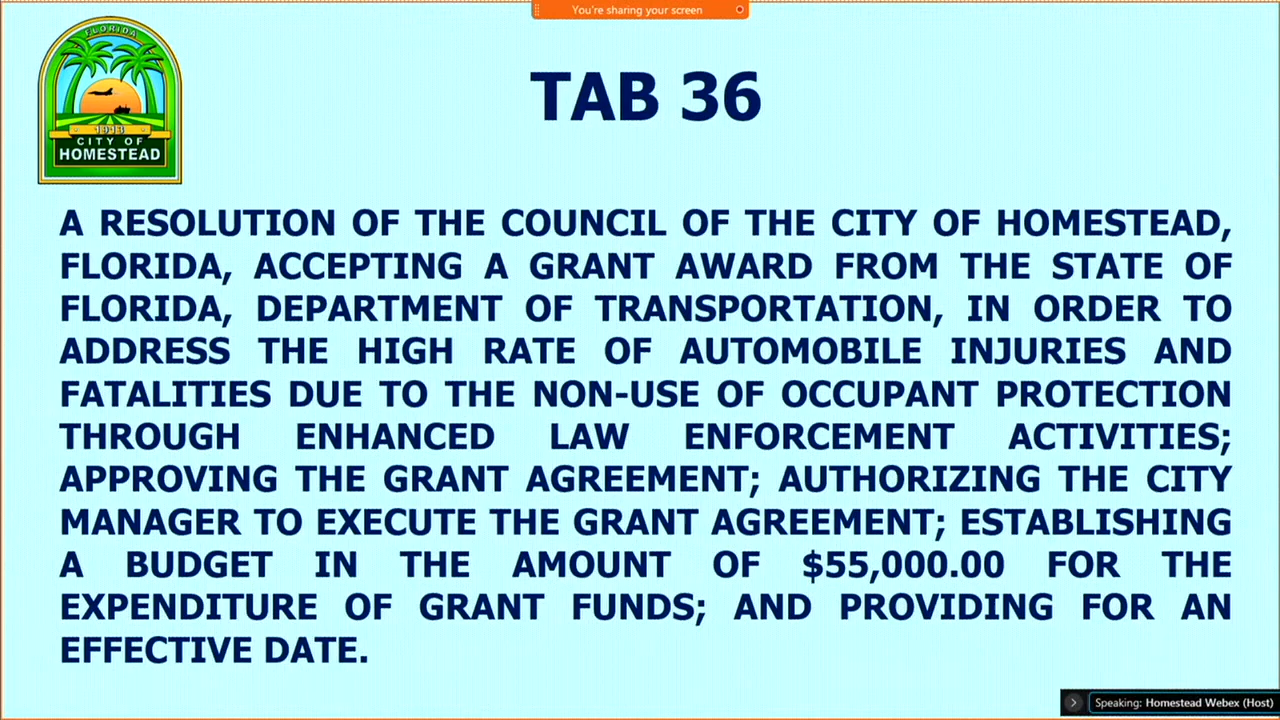 You're sharing your screen
FLORIDA
1913
CITY OF
HOMESTEAD
TAB 36
A RESOLUTION OF THE COUNCIL OF THE CITY OF HOMESTEAD,
FLORIDA, ACCEPTING A GRANT AWARD FROM THE STATE OF
FLORIDA, DEPARTMENT OF TRANSPORTATION, IN ORDER TO
ADDRESS THE HIGH RATE OF AUTOMOBILE INJURIES AND
FATALITIES DUE TO THE NON-USE OF OCCUPANT PROTECTION
THROUGH ENHANCED LAW ENFORCEMENT ACTIVITIES;
APPROVING THE GRANT AGREEMENT; AUTHORIZING THE CITY
MANAGER TO EXECUTE THE GRANT AGREEMENT; ESTABLISHING
A BUDGET IN THE AMOUNT OF $55,000.00 FOR THE
EXPENDITURE OF GRANT FUNDS; AND PROVIDING FOR AN
EFFECTIVE DATE.
Speaking: Homestead Webex (Host)